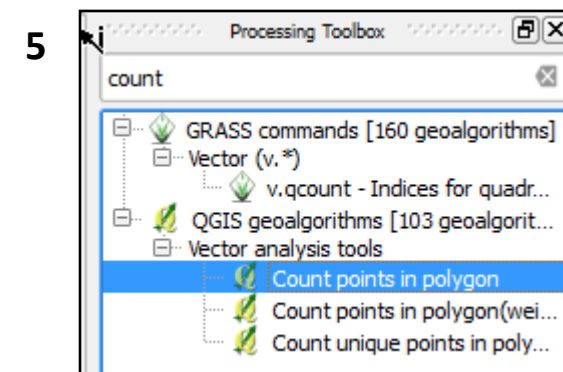 5
Processing Toolbox
count
GRASS commands [160 geoalgorithms]
Vector (v.*)
v.qcount - Indices for quadr...
QGIS geoalgorithms [103 geoalgorit...
Vector analysis tools
Count points in polygon
Count points in polygon(wei...
Count unique points in poly...